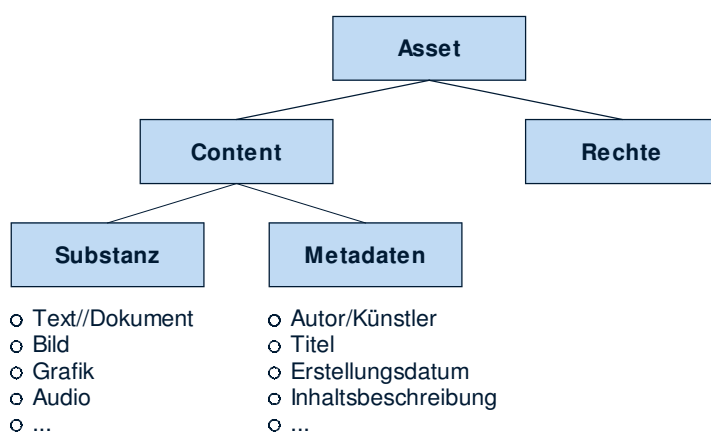 Asset
Content
Rechte
Substanz
Metadaten
Text//Dokument
Bild
Grafik
Audio
...
Autor/Künstler
Titel
Erstellungsdatum
Inhaltsbeschreibung
...